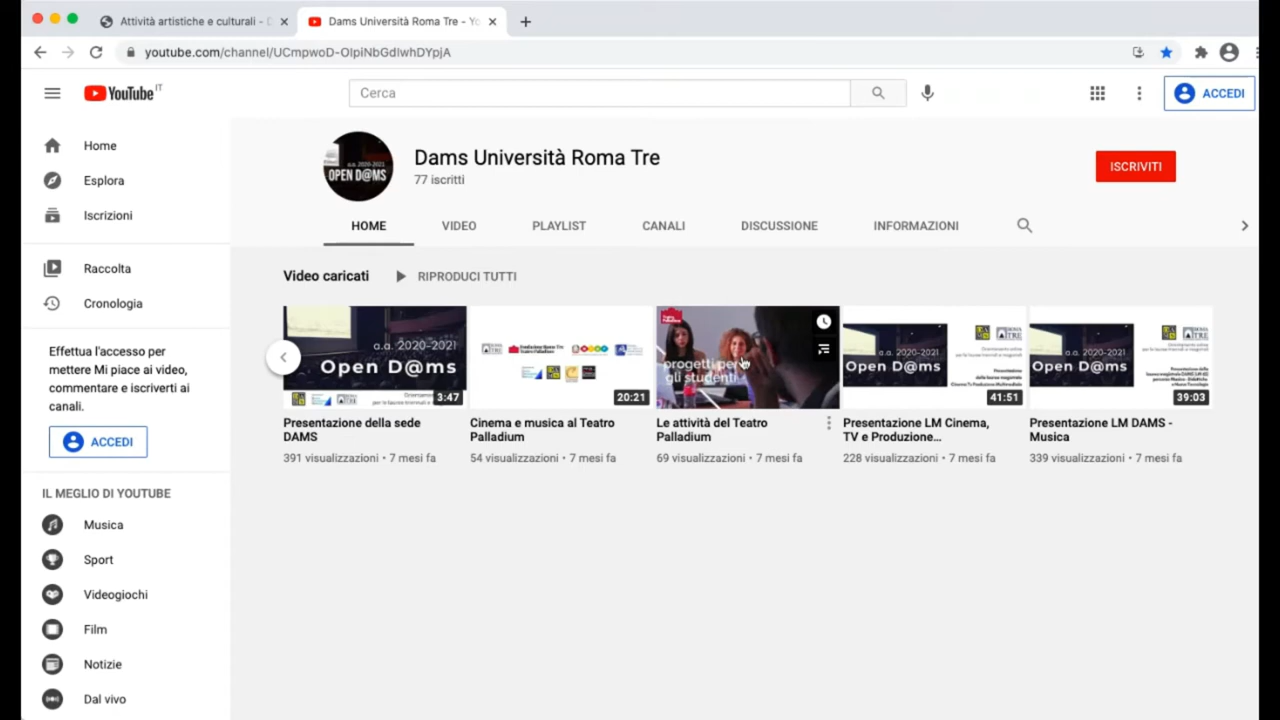 Attività artistiche e culturali - D
Dams Università Roma Tre - Yo
youtube.com/channel/UCmpwoD-OIpiNbGdIwhDYpjA
YouTube IT
Cerca
ACCEDI
Home
Esplora
Iscrizioni
Raccolta
Cronologia
Effettua l'accesso per
mettere Mi piace ai video,
commentare e iscriverti ai
canali.
ACCEDI
IL MEGLIO DI YOUTUBE
Musica
Sport
Videogiochi
Film
Notizie
Dal vivo
a.a. 2020-2021
OPEN D@MS
Dams Università Roma Tre
77 iscritti
ISCRIVITI
HOME VIDEO PLAYLIST CANALI DISCUSSIONE INFORMAZIONI
Video caricati
RIPRODUCI TUTTI
a.a. 2020-2021
Open D@ms
3:47
Presentazione della sede
DAMS
391 visualizzazioni • 7 mesi fa
20:21
Cinema e musica al Teatro
Palladium
54 visualizzazioni • 7 mesi fa
progetti per
gli studenti
Le attività del Teatro
Palladium
69 visualizzazioni • 7 mesi fa
a.a. 2020-2021
Open D@ms
41:51
Presentazione LM Cinema,
TV e Produzione...
228 visualizzazioni • 7 mesi fa
a.a. 2020-2021
Open D@ms
39:03
Presentazione LM DAMS -
Musica
339 visualizzazioni • 7 mesi fa